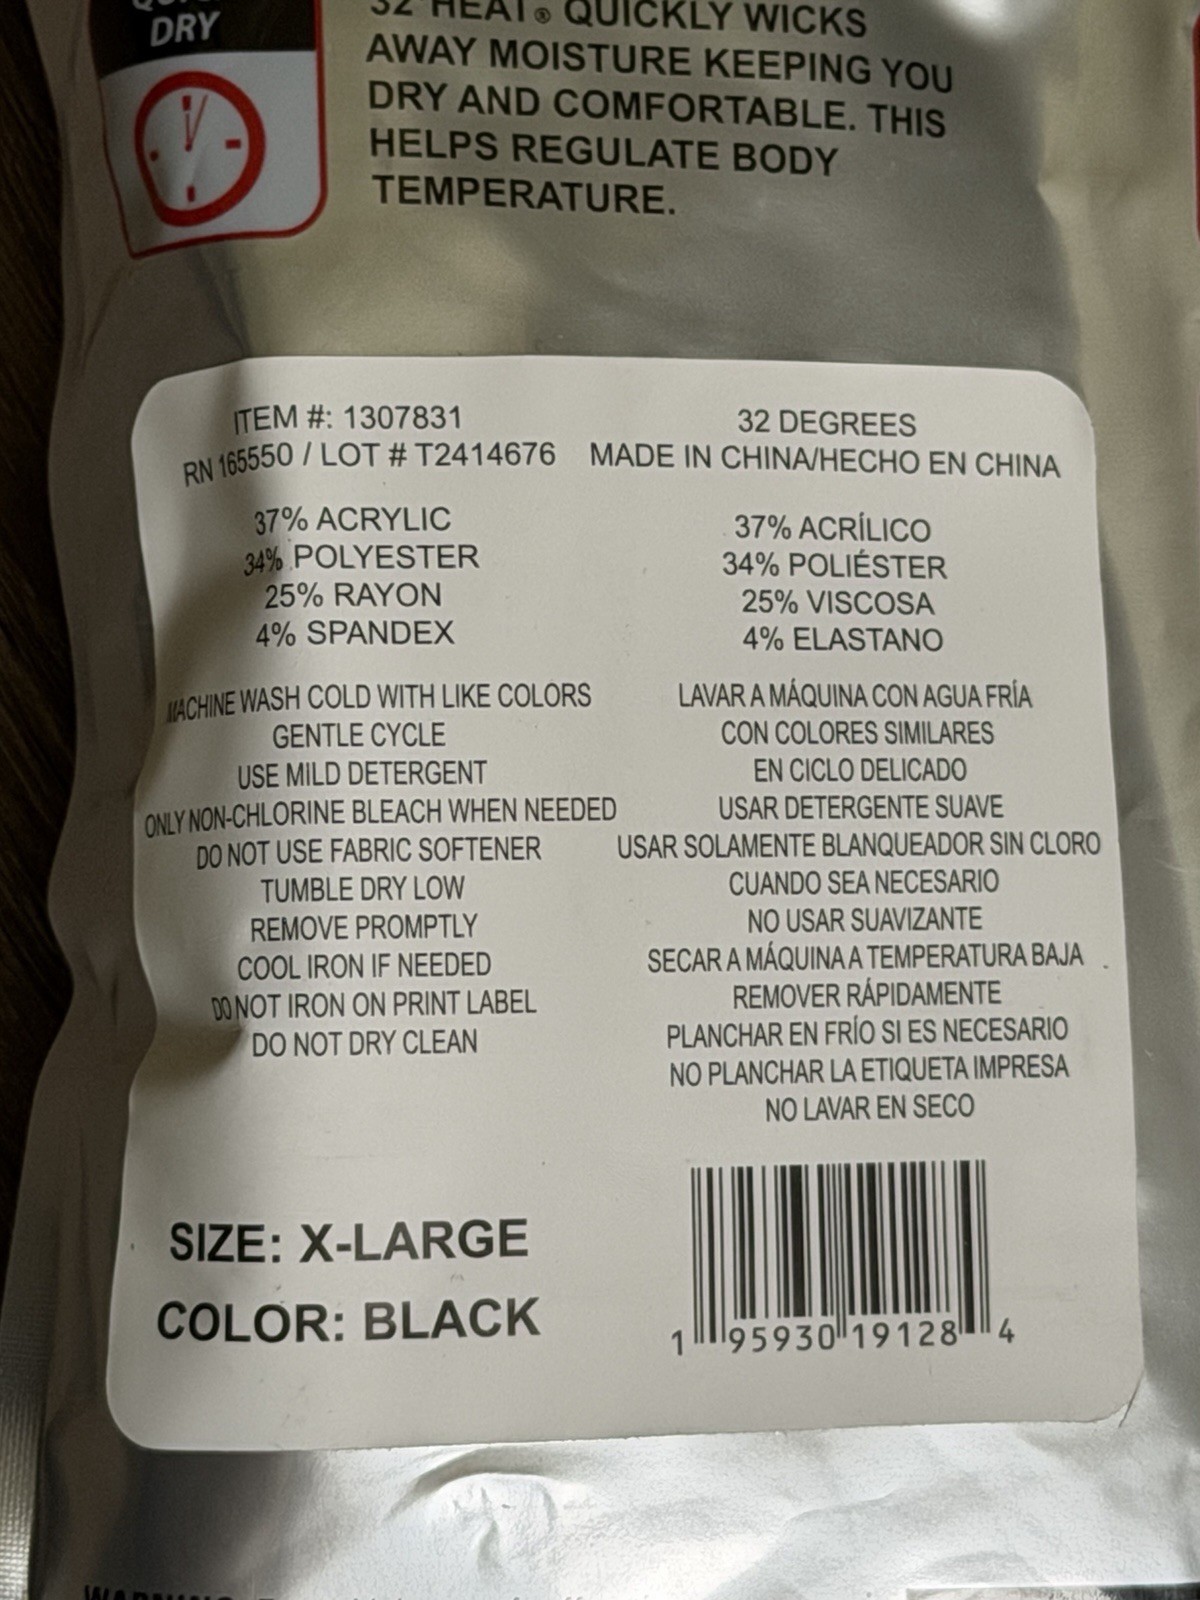 DRY
32 HEAT® QUICKLY WICKS
AWAY MOISTURE KEEPING YOU
DRY AND COMFORTABLE. THIS
HELPS REGULATE BODY
TEMPERATURE.
ITEM #: 1307831
RN 165550 / LOT # T2414676
37% ACRYLIC
34% POLYESTER
25% RAYON
4% SPANDEX
MACHINE WASH COLD WITH LIKE COLORS
GENTLE CYCLE
USE MILD DETERGENT
ONLY NON-CHLORINE BLEACH WHEN NEEDED
DO NOT USE FABRIC SOFTENER
TUMBLE DRY LOW
REMOVE PROMPTLY
COOL IRON IF NEEDED
DO NOT IRON ON PRINT LABEL
DO NOT DRY CLEAN
32 DEGREES
MADE IN CHINA/HECHO EN CHINA
37% ACRÍLICO
34% POLIÉSTER
25% VISCOSA
4% ELASTANO
LAVAR A MÁQUINA CON AGUA FRÍA
CON COLORES SIMILARES
EN CICLO DELICADO
USAR DETERGENTE SUAVE
USAR SOLAMENTE BLANQUEADOR SIN CLORO
CUANDO SEA NECESARIO
NO USAR SUAVIZANTE
SECAR A MÁQUINA A TEMPERATURA BAJA
REMOVER RÁPIDAMENTE
PLANCHAR EN FRÍO SI ES NECESARIO
NO PLANCHAR LA ETIQUETA IMPRESA
NO LAVAR EN SECO
SIZE: X-LARGE
COLOR: BLACK
1 95930 19128 4